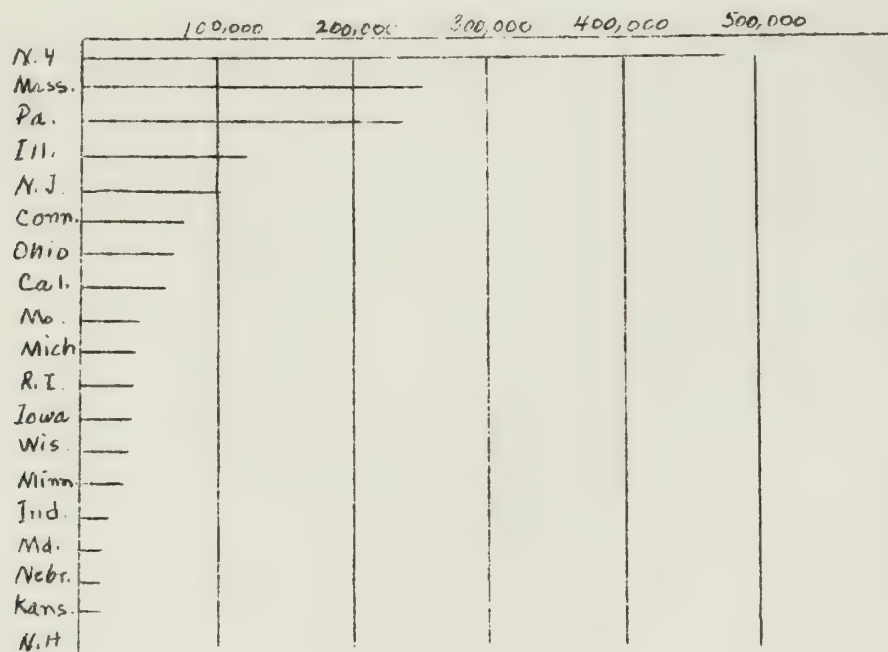 100,000 200,000 300,000 400,000 500,000
N.Y
Mass.
Pa.
Ill.
N.J.
Conn.
Ohio
Cal.
Mo.
Mich
R.I.
Iowa
Wis
Minn
Ind.
Md.
Nebr.
Kans.
N.H